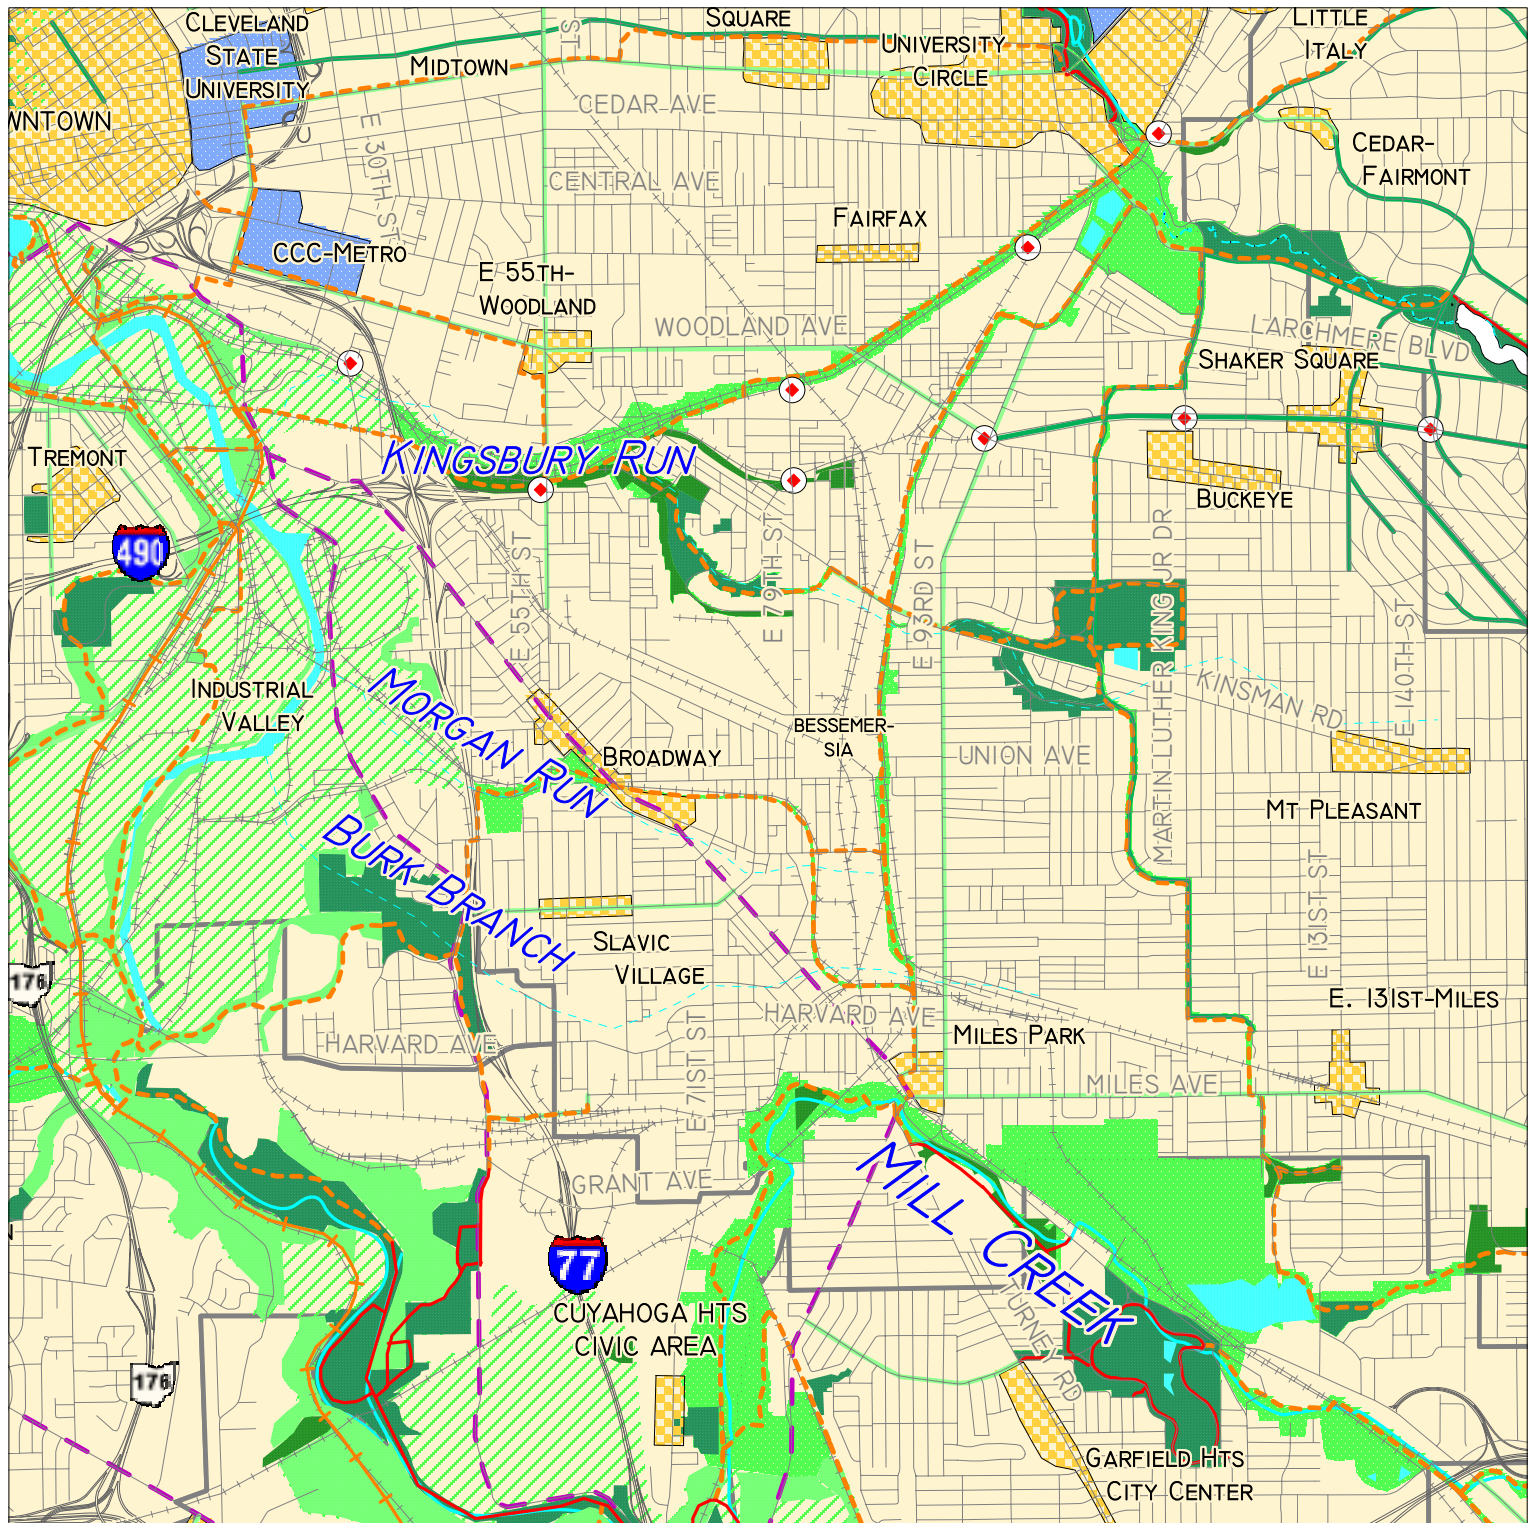 CLEVELAND
STATE
UNIVERSITY
SQUARE
ST
MIDTOWN
UNIVERSITY
CIRCLE
LITTLE
ITALY
WNTOWN
CEDAR AVE
E 30TH ST
CEDAR-
FAIRMONT
CENTRAL AVE
FAIRFAX
CCC-METRO
E 55TH-
WOODLAND
WOODLAND AVE
LARCHMERE BLVD
SHAKER SQUARE
TREMONT
KINGSBURY RUN
BUCKEYE
490
E 55TH ST
E 79TH ST
E 93RD ST
MARTIN LUTHER KING JR DR
E 140TH ST
INDUSTRIAL
VALLEY
MORGAN RUN
KINSMAN RD
BESSEMER-
SIA
BROADWAY
UNION AVE
MT PLEASANT
BURK BRANCH
E 131ST ST
SLAVIC
VILLAGE
176
E. 131ST-MILES
HARVARD AVE
HARVARD AVE
MILES PARK
E 71ST ST
MILES AVE
GRANT AVE
MILL CREEK
77
TURNEY RD
CUYAHOGA HTS
CIVIC AREA
176
GARFIELD HTS
CITY CENTER